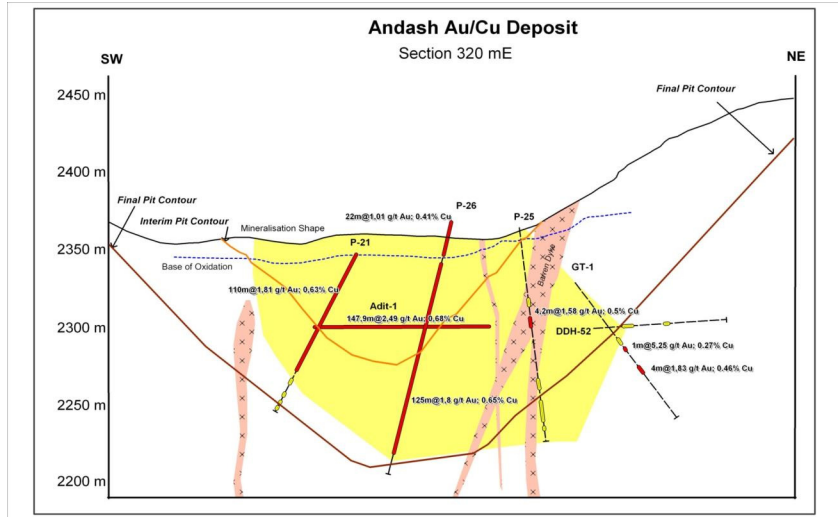 Andash Au/Cu Deposit
Section 320 mE
SW
NE
2450 m
2400 m
2350 m
2300 m
2250 m
2200 m
Final Pit Contour
Final Pit Contour
Interim Pit Contour
Mineralisation Shape
Base of Oxidation
P-26
22m@1,01 g/t Au; 0.41% Cu
P-25
P-21
Barren Dyke
GT-1
110m@1,81 g/t Au; 0,63% Cu
Adit-1
147,9m@2,49 g/t Au; 0,68% Cu
4,2m@1,58 g/t Au; 0.5% Cu
DDH-52
1m@5,25 g/t Au; 0.27% Cu
4m@1,83 g/t Au; 0.46% Cu
125m@1,8 g/t Au; 0.65% Cu